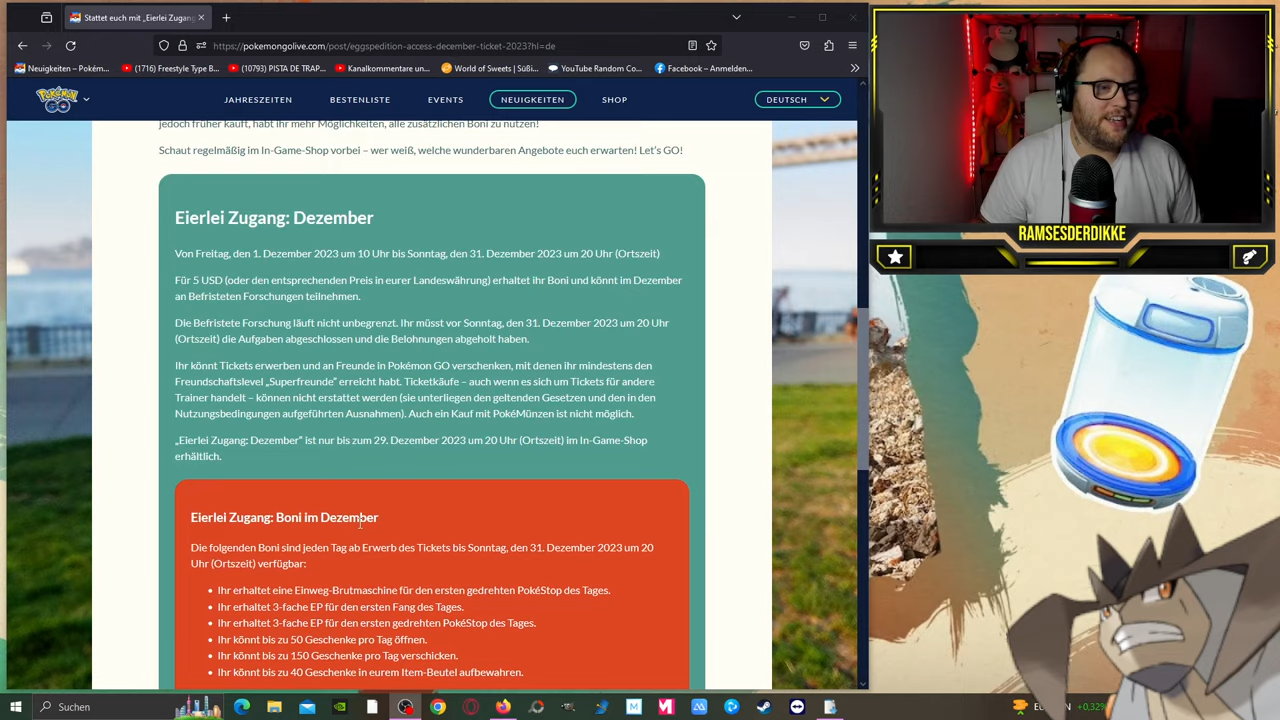 Stattet euch mit „Eierlei Zugang
https://pokemongolive.com/post/eggspedition-access-december-ticket-2023?hl=de
Neuigkeiten – Pokém...
(1716) Freestyle Type B...
(10793) PISTA DE TRAP...
Kanalkommentare un...
World of Sweets | Süßi...
YouTube Random Co...
Facebook – Anmelden...
POKÉMON GO
JAHRESZEITEN
BESTENLISTE
EVENTS
NEUIGKEITEN
SHOP
DEUTSCH
jedoch früher kauft, habt ihr mehr Möglichkeiten, alle zusätzlichen Boni zu nutzen!
Schaut regelmäßig im In-Game-Shop vorbei – wer weiß, welche wunderbaren Angebote euch erwarten! Let's GO!
Eierlei Zugang: Dezember
Von Freitag, den 1. Dezember 2023 um 10 Uhr bis Sonntag, den 31. Dezember 2023 um 20 Uhr (Ortszeit)
Für 5 USD (oder den entsprechenden Preis in eurer Landeswährung) erhaltet ihr Boni und könnt im Dezember
an Befristeten Forschungen teilnehmen.
Die Befristete Forschung läuft nicht unbegrenzt. Ihr müsst vor Sonntag, den 31. Dezember 2023 um 20 Uhr
(Ortszeit) die Aufgaben abgeschlossen und die Belohnungen abgeholt haben.
Ihr könnt Tickets erwerben und an Freunde in Pokémon GO verschenken, mit denen ihr mindestens den
Freundschaftslevel „Superfreunde“ erreicht habt. Ticketkäufe – auch wenn es sich um Tickets für andere
Trainer handelt – können nicht erstattet werden (sie unterliegen den geltenden Gesetzen und den in den
Nutzungsbedingungen aufgeführten Ausnahmen). Auch ein Kauf mit PokéMünzen ist nicht möglich.
„Eierlei Zugang: Dezember“ ist nur bis zum 29. Dezember 2023 um 20 Uhr (Ortszeit) im In-Game-Shop
erhältlich.
Eierlei Zugang: Boni im Dezember
Die folgenden Boni sind jeden Tag ab Erwerb des Tickets bis Sonntag, den 31. Dezember 2023 um 20
Uhr (Ortszeit) verfügbar:
• Ihr erhaltet eine Einweg-Brutmaschine für den ersten gedrehten PokéStop des Tages.
• Ihr erhaltet 3-fache EP für den ersten Fang des Tages.
• Ihr erhaltet 3-fache EP für den ersten gedrehten PokéStop des Tages.
• Ihr könnt bis zu 50 Geschenke pro Tag öffnen.
• Ihr könnt bis zu 150 Geschenke pro Tag verschicken.
• Ihr könnt bis zu 40 Geschenke in eurem Item-Beutel aufbewahren.
RAMSESDERDIKKE
Suchen
+0,32%